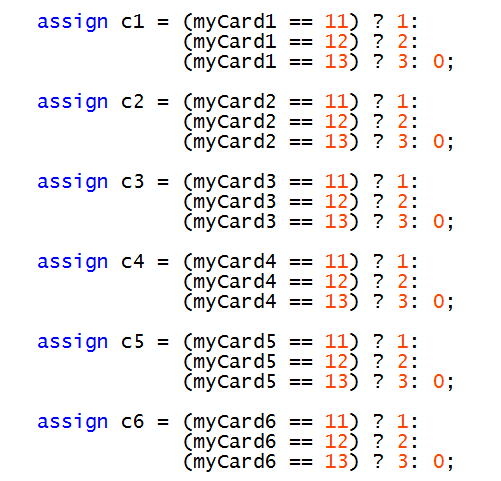 assign c1 = (myCard1 == 11) ? 1:
(myCard1 == 12) ? 2:
(myCard1 == 13) ? 3: 0;
assign c2 = (myCard2 == 11) ? 1:
(myCard2 == 12) ? 2:
(myCard2 == 13) ? 3: 0;
assign c3 = (myCard3 == 11) ? 1:
(myCard3 == 12) ? 2:
(myCard3 == 13) ? 3: 0;
assign c4 = (myCard4 == 11) ? 1:
(myCard4 == 12) ? 2:
(myCard4 == 13) ? 3: 0;
assign c5 = (myCard5 == 11) ? 1:
(myCard5 == 12) ? 2:
(myCard5 == 13) ? 3: 0;
assign c6 = (myCard6 == 11) ? 1:
(myCard6 == 12) ? 2:
(myCard6 == 13) ? 3: 0;